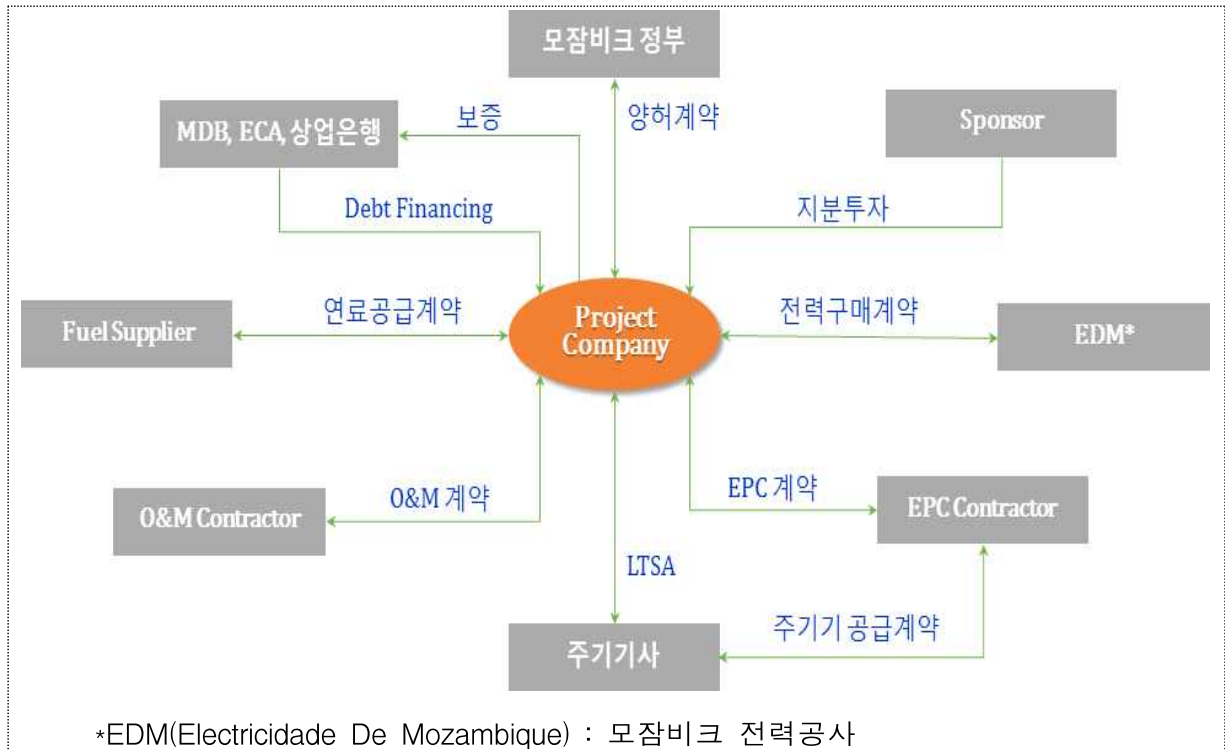 모잠비크 정부
MDB, ECA, 상업은행
보증
양허계약
Sponsor
Debt Financing
지분투자
Fuel Supplier
연료공급계약
Project
Company
전력구매계약
EDM*
O&M Contractor
O&M 계약
EPC 계약
EPC Contractor
LTSA
주기기사
주기기 공급계약
*EDM(Electricidade De Mozambique) : 모잠비크 전력공사